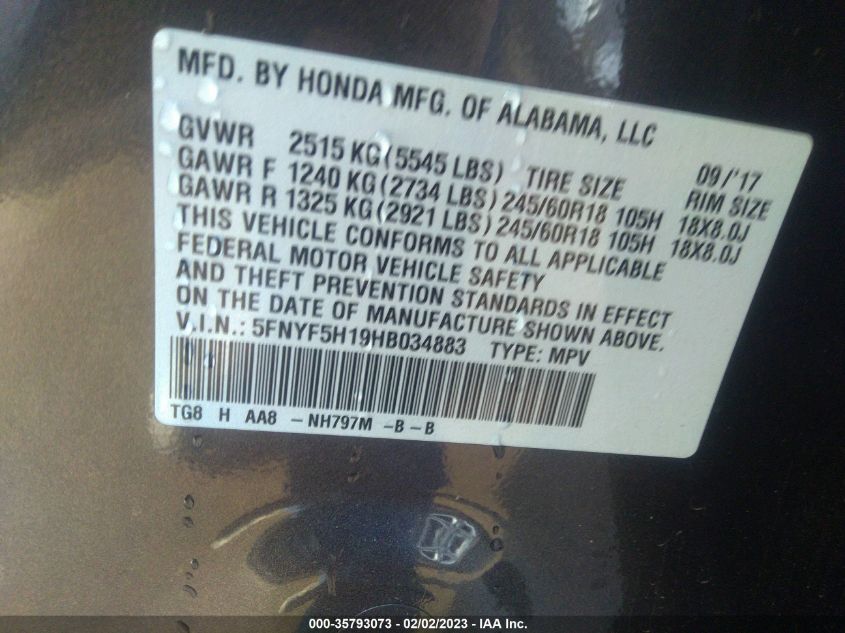 MFD. BY HONDA MFG. OF ALABAMA, LLC
09/'17
GVWR 2515 KG (5545 LBS) TIRE SIZE RIM SIZE
GAWR F 1240 KG (2734 LBS) 245/60R18 105H 18X8.0J
GAWR R 1325 KG (2921 LBS) 245/60R18 105H 18X8.0J
THIS VEHICLE CONFORMS TO ALL APPLICABLE
FEDERAL MOTOR VEHICLE SAFETY
AND THEFT PREVENTION STANDARDS IN EFFECT
ON THE DATE OF MANUFACTURE SHOWN ABOVE.
V.I.N.: 5FNYF5H19HB034883 TYPE: MPV
TG8 H AA8 - NH797M - B - B
000-35793073 - 02/02/2023 - IAA Inc.